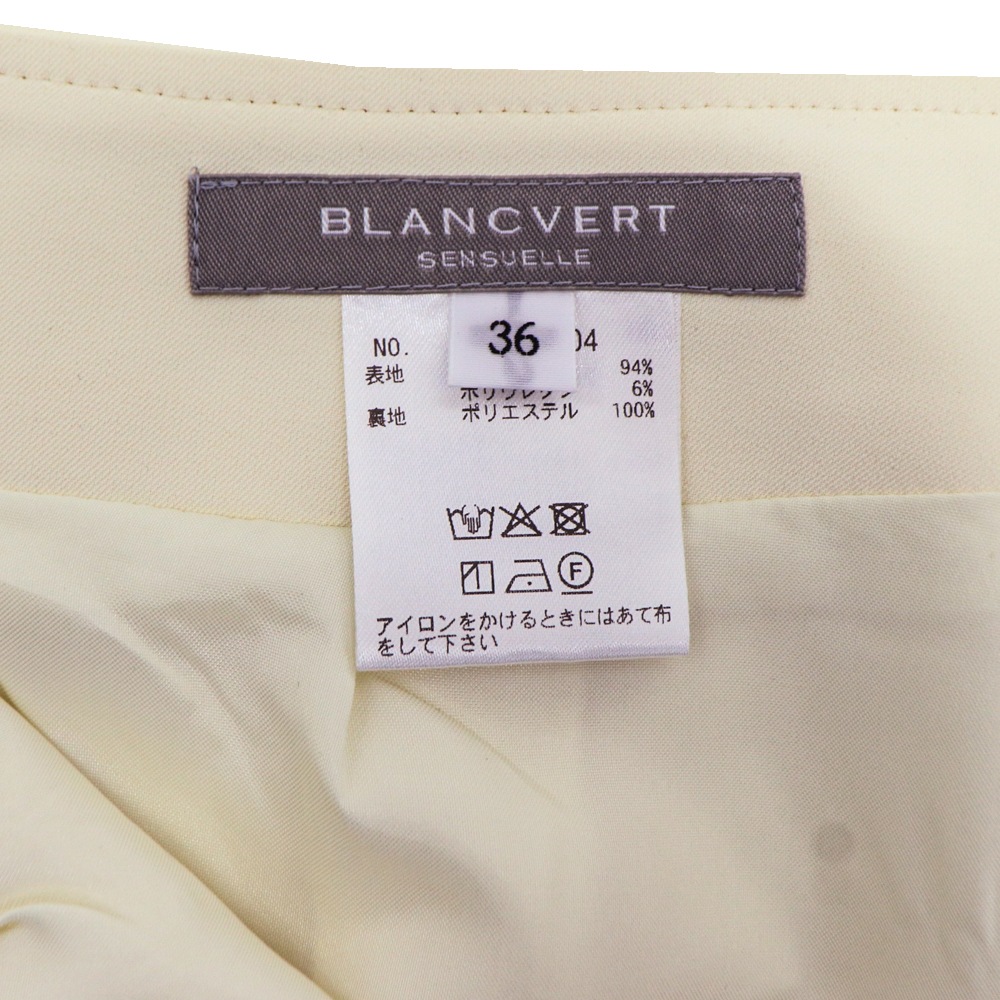 BLANCVERT
SENSUELLE
36
NO. 04
表地 94%
ポリウレタン 6%
裏地 ポリエステル 100%
F
アイロンをかけるときにはあて布
をして下さい